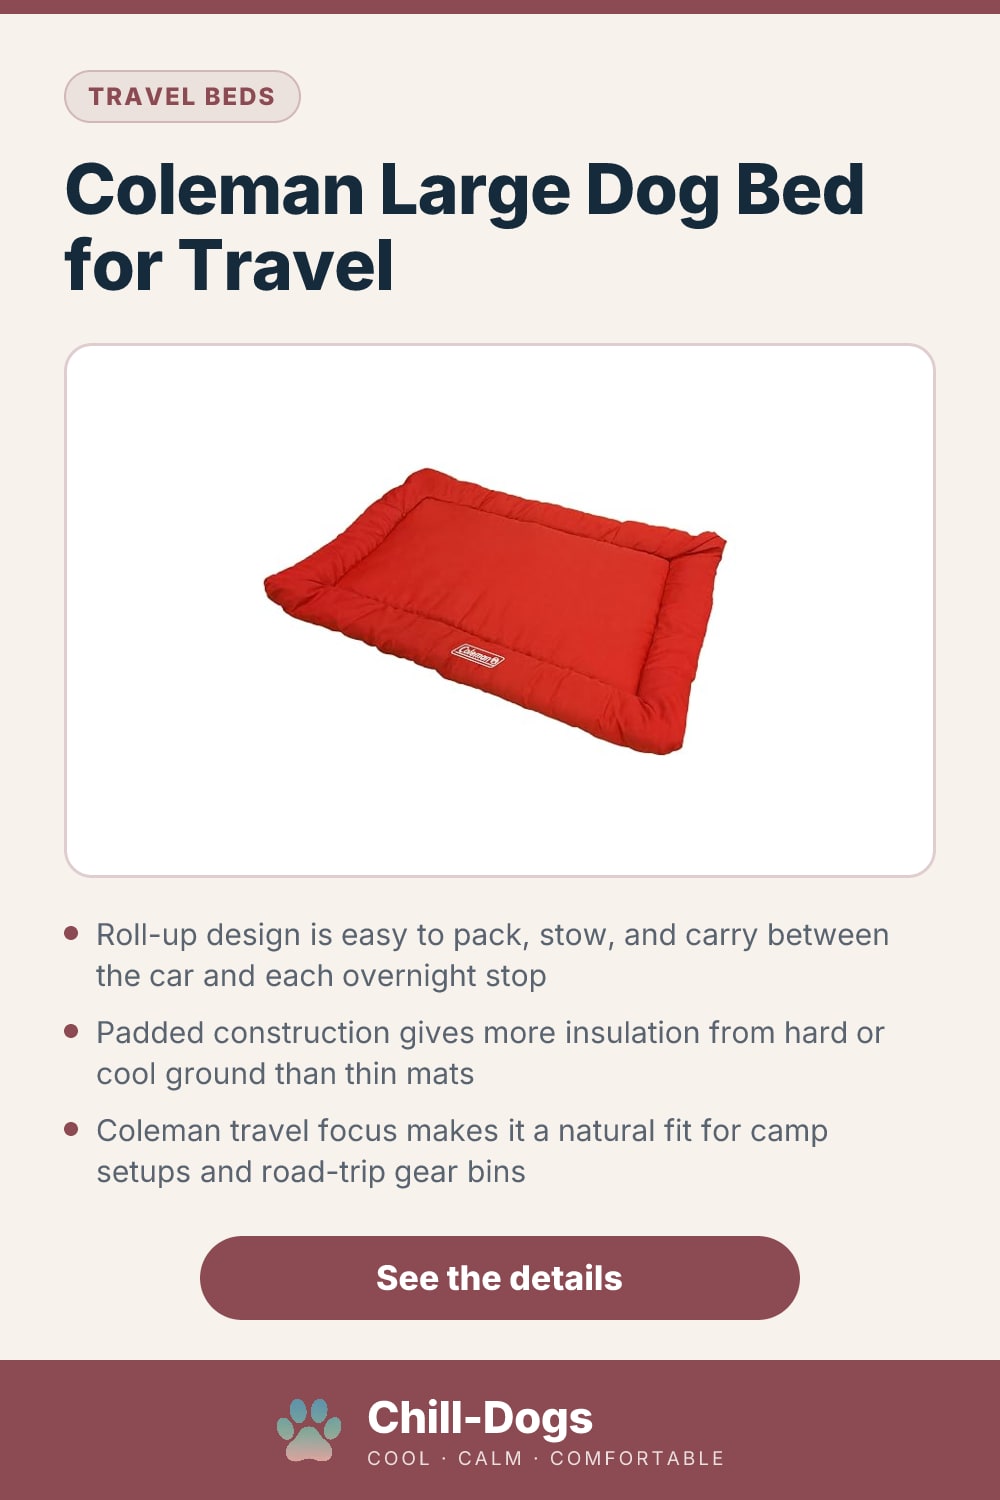 TRAVEL BEDS
Coleman Large Dog Bed
for Travel
Coleman
Roll-up design is easy to pack, stow, and carry between
the car and each overnight stop
Padded construction gives more insulation from hard or
cool ground than thin mats
Coleman travel focus makes it a natural fit for camp
setups and road-trip gear bins
See the details
Chill-Dogs
COOL · CALM · COMFORTABLE